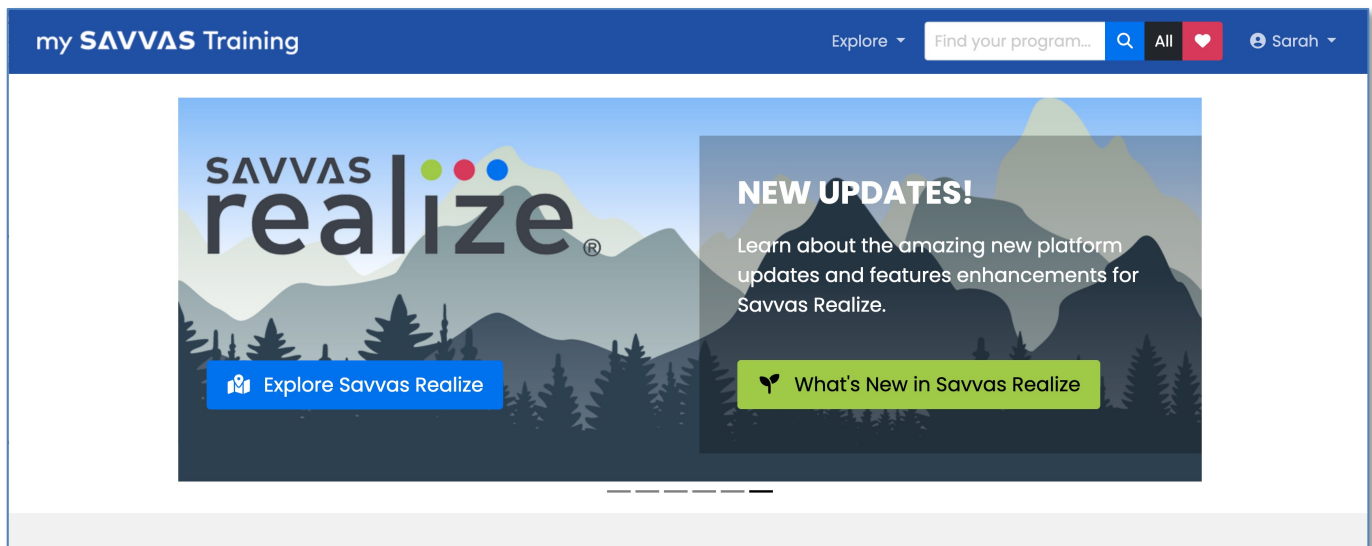 my SAVVAS Training
Explore
Find your program...
All
Sarah
SAVVAS
realize®
NEW UPDATES!
Learn about the amazing new platform
updates and features enhancements for
Savvas Realize.
Explore Savvas Realize
What's New in Savvas Realize